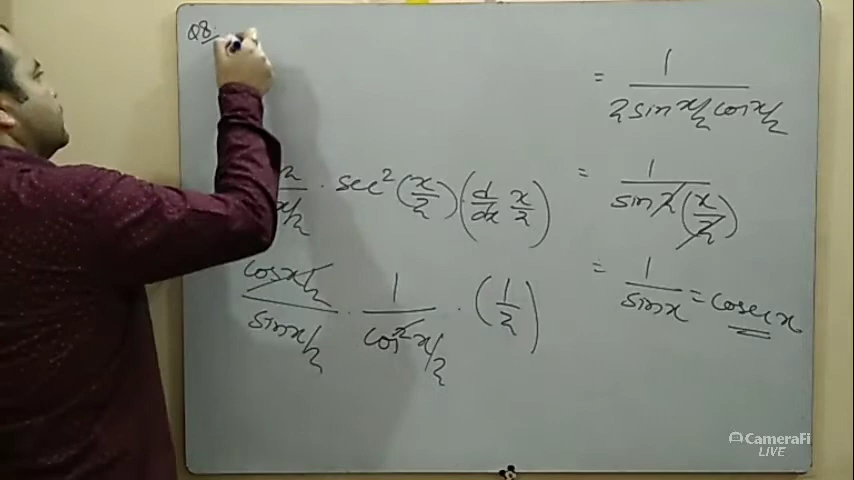 Q8.
= 1 / 2 sin x/2 cos x/2
x/2 . sec² (x/2) (d/dx x/2)
= 1 / sin 2 (x/2)
cos x/2 / sin x/2 . 1 / cos² x/2 . (1/2)
= 1 / sin x = cosec x
CameraFi
LIVE